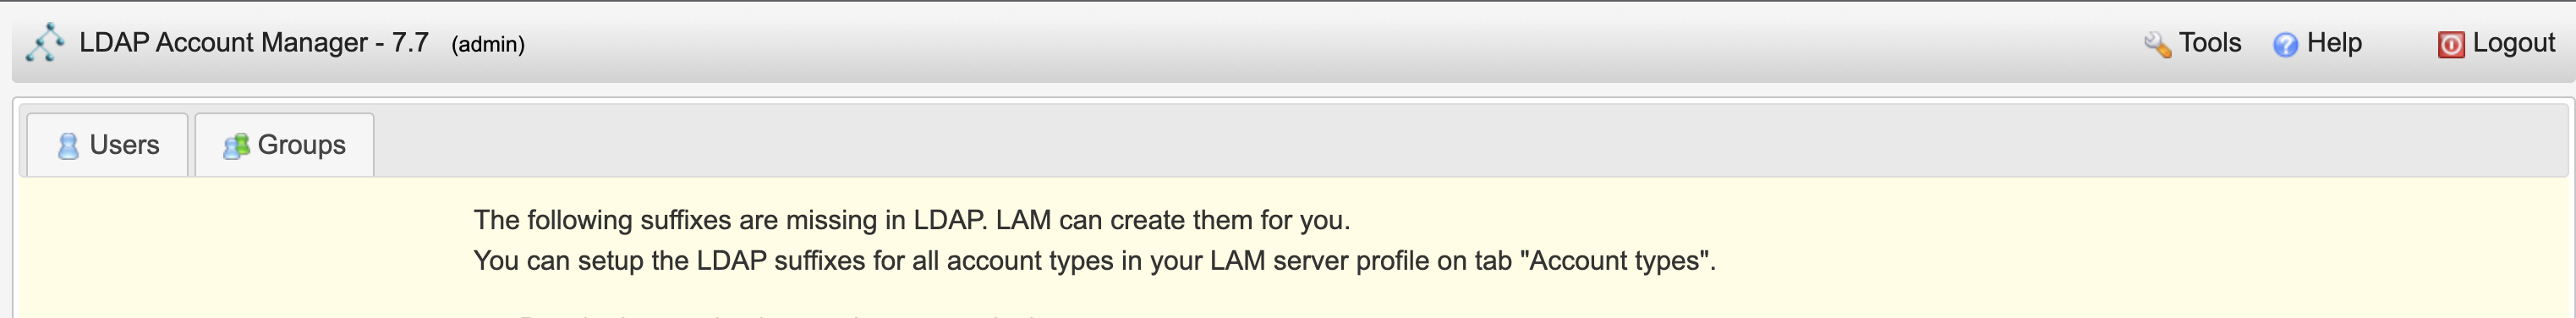 LDAP Account Manager - 7.7 (admin) Tools Help Logout
Users Groups
The following suffixes are missing in LDAP. LAM can create them for you.
You can setup the LDAP suffixes for all account types in your LAM server profile on tab "Account types".